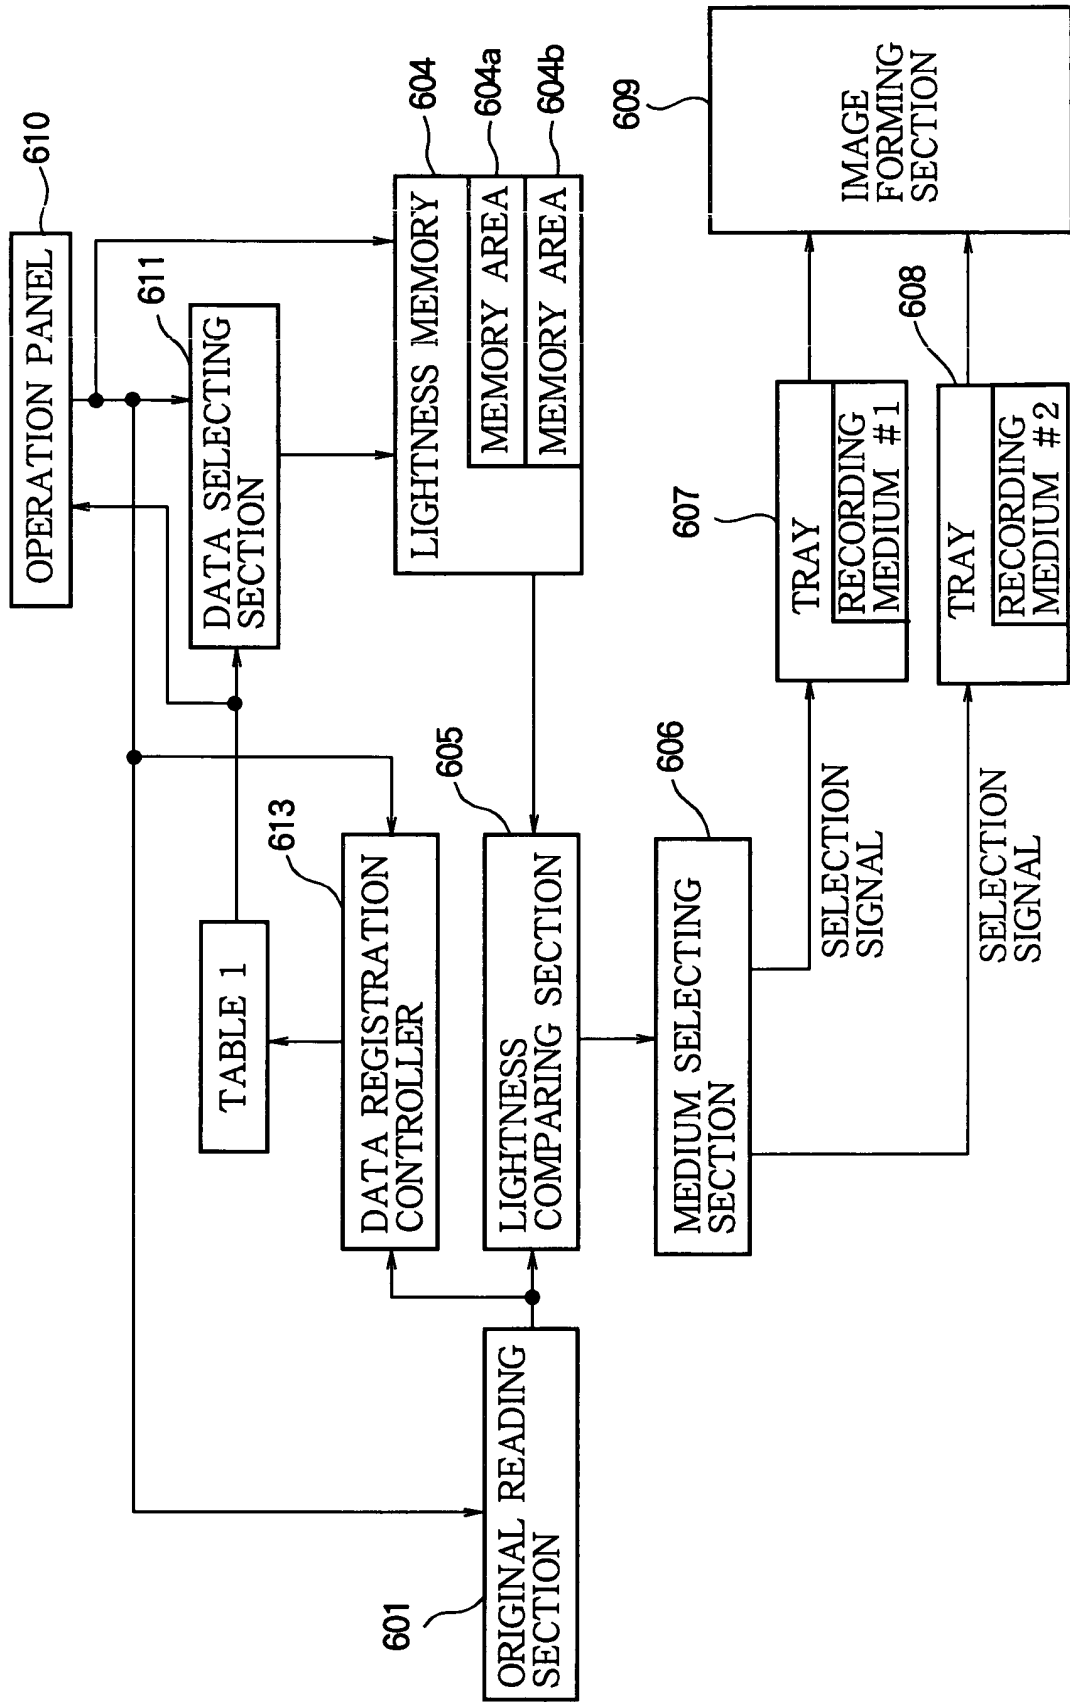 610
OPERATION PANEL
611
DATA SELECTING
SECTION
TABLE 1
613
DATA REGISTRATION
CONTROLLER
604
LIGHTNESS MEMORY
604a
MEMORY AREA
604b
MEMORY AREA
601
ORIGINAL READING
SECTION
605
LIGHTNESS
COMPARING SECTION
606
MEDIUM SELECTING
SECTION
SELECTION
SIGNAL
SELECTION
SIGNAL
607
TRAY
RECORDING
MEDIUM #1
608
TRAY
RECORDING
MEDIUM #2
609
IMAGE
FORMING
SECTION